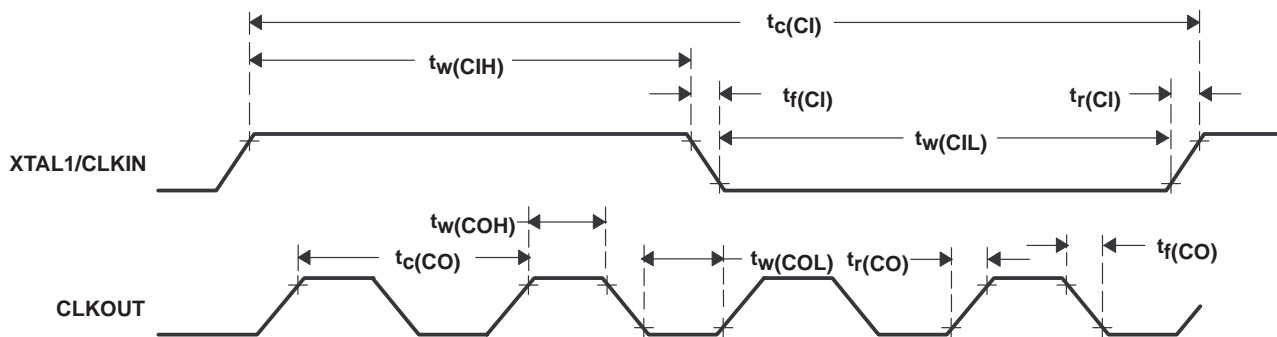 tc(CI)
tw(CIH)
tf(CI)
tr(CI)
tw(CIL)
XTAL1/CLKIN
tw(COH)
tc(CO)
tw(COL)
tr(CO)
tf(CO)
CLKOUT